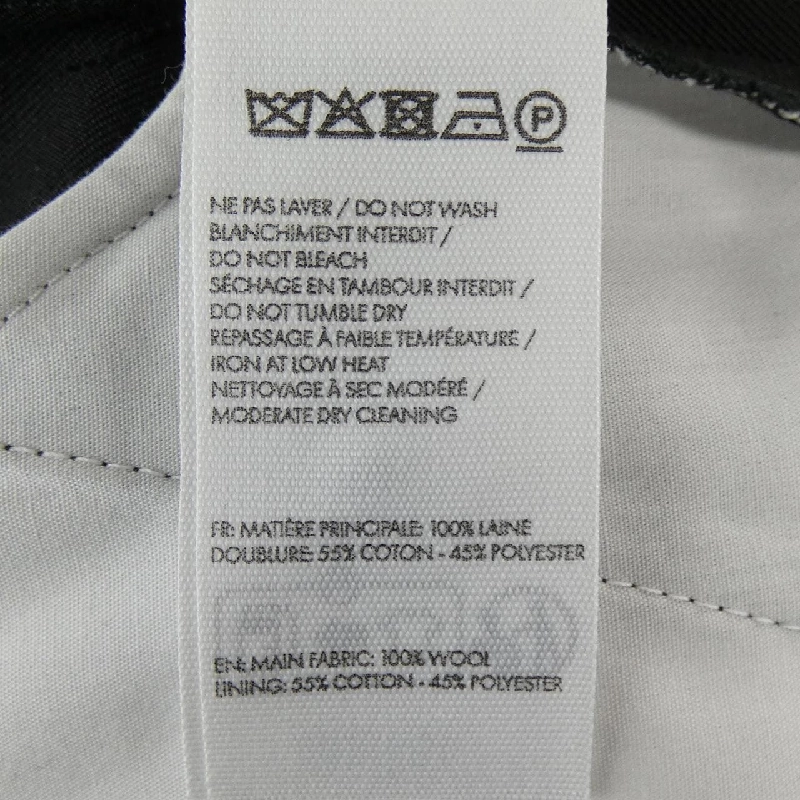 P
NE PAS LAVER / DO NOT WASH
BLANCHIMENT INTERDIT /
DO NOT BLEACH
SÉCHAGE EN TAMBOUR INTERDIT /
DO NOT TUMBLE DRY
REPASSAGE À FAIBLE TEMPÉRATURE /
IRON AT LOW HEAT
NETTOYAGE À SEC MODÉRÉ /
MODERATE DRY CLEANING
FR: MATIÈRE PRINCIPALE: 100% LAINE
DOUBLURE: 55% COTON - 45% POLYESTER
EN: MAIN FABRIC: 100% WOOL
LINING: 55% COTTON - 45% POLYESTER